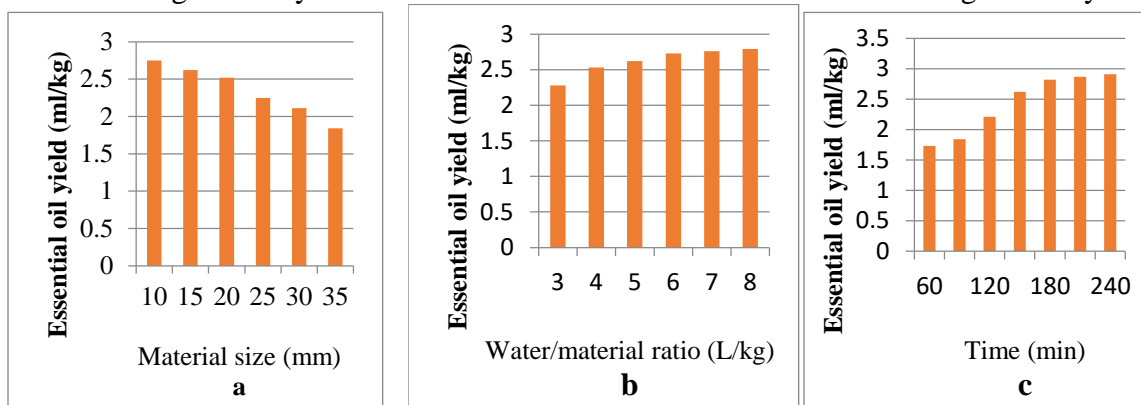 Essential oil yield (ml/kg)
3
2.5
2
1.5
1
0.5
0
10 15 20 25 30 35
Material size (mm)
a
Essential oil yield (ml/kg)
3
2.5
2
1.5
1
0.5
0
3 4 5 6 7 8
Water/material ratio (L/kg)
b
Essential oil yield (ml/kg)
3.5
3
2.5
2
1.5
1
0.5
0
60 120 180 240
Time (min)
c